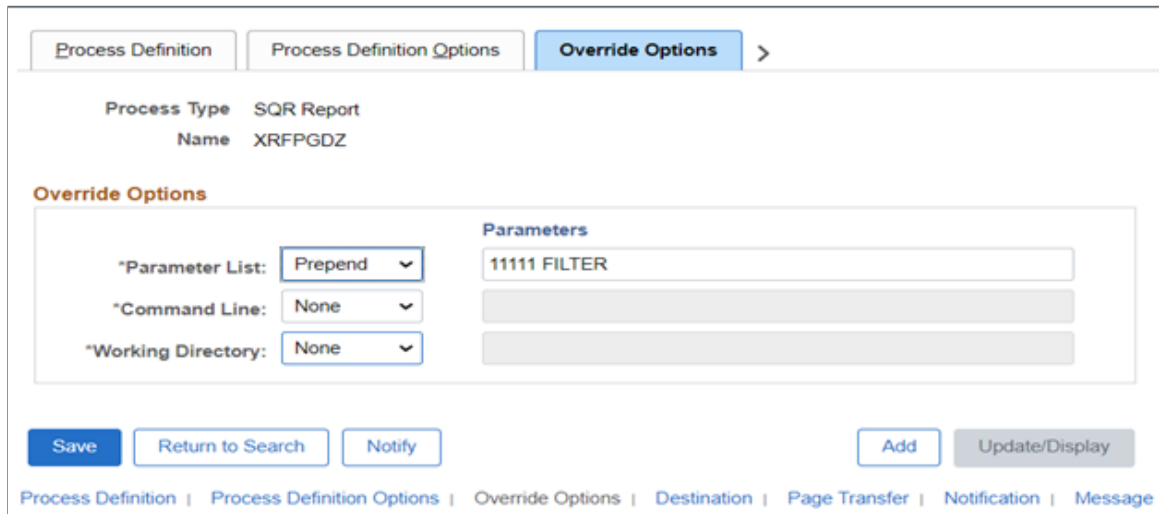 Process Definition
Process Definition Options
Override Options
>
Process Type SQR Report
Name XRFPGDZ
Override Options
Parameters
*Parameter List: Prepend 11111 FILTER
*Command Line: None
*Working Directory: None
Save Return to Search Notify Add Update/Display
Process Definition | Process Definition Options | Override Options | Destination | Page Transfer | Notification | Message